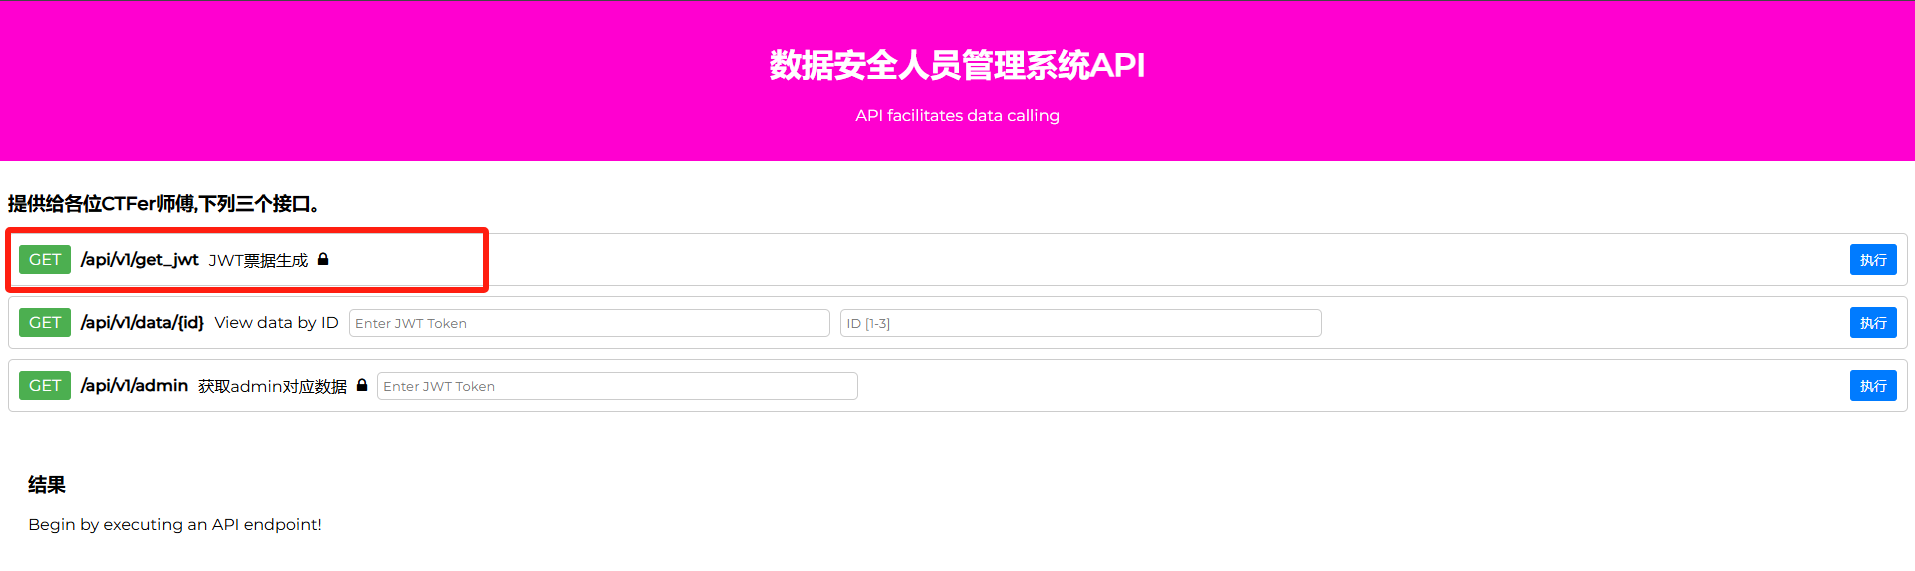 数据安全人员管理系统API
API facilitates data calling
提供给各位CTFer师傅,下列三个接口。
GET /api/v1/get_jwt JWT票据生成 执行
GET /api/v1/data/{id} View data by ID Enter JWT Token ID [1-3] 执行
GET /api/v1/admin 获取admin对应数据 Enter JWT Token 执行
结果
Begin by executing an API endpoint!